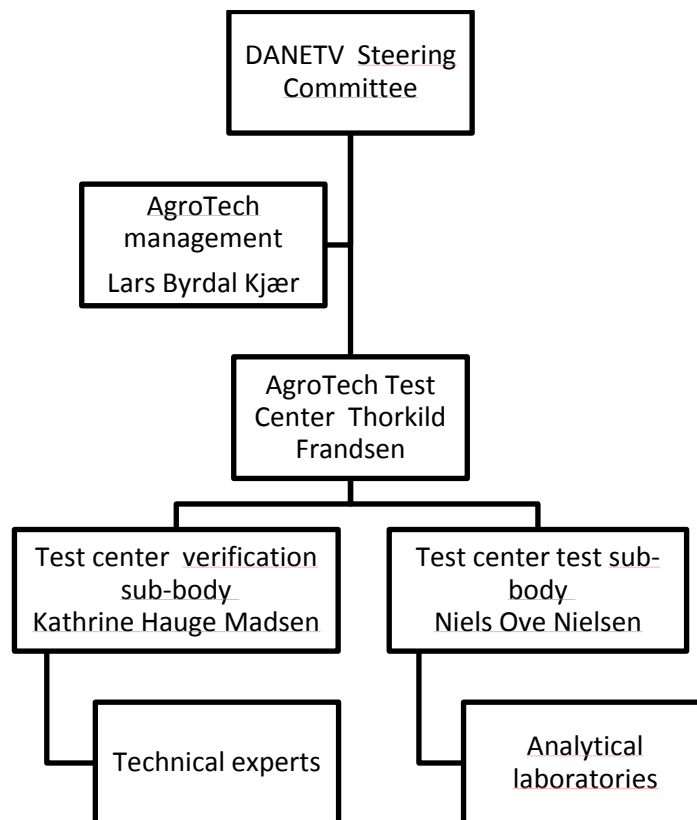 DANETV Steering
Committee
AgroTech
management
Lars Byrdal Kjær
AgroTech Test
Center Thorkild
Frandsen
Test center verification
sub-body
Kathrine Hauge Madsen
Test center test sub-
body
Niels Ove Nielsen
Technical experts
Analytical
laboratories